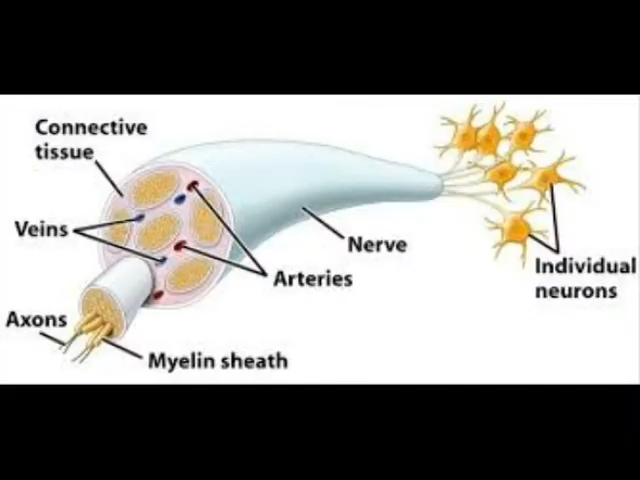 Connective
tissue
Veins
Nerve
Arteries
Individual
neurons
Axons
Myelin sheath